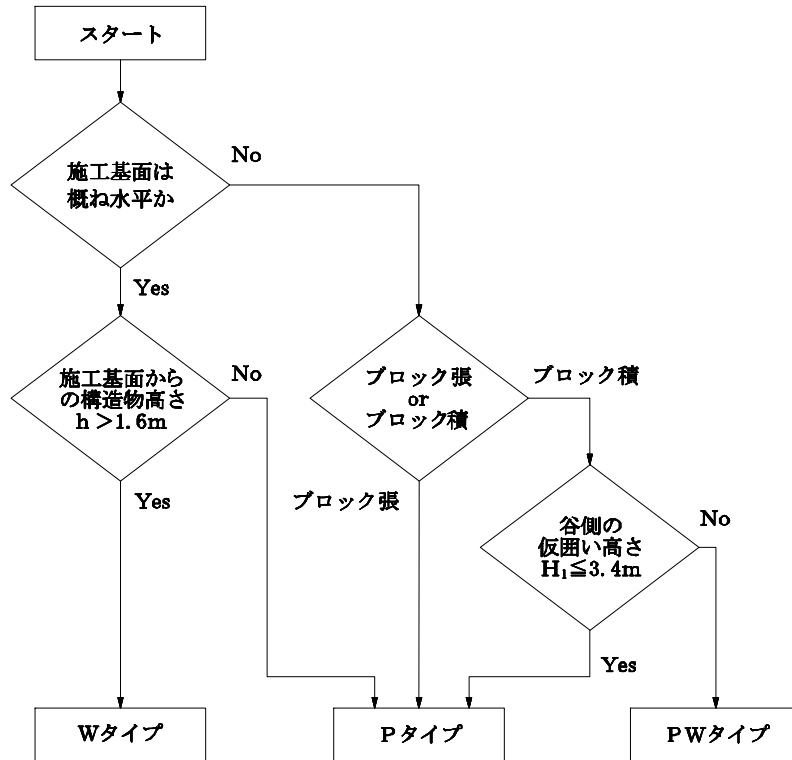 スタート
施工基面は
概ね水平か
No
Yes
施工基面から
の構造物高さ
h＞1.6m
No
Yes
ブロック張
or
ブロック積
ブロック積
ブロック張
谷側の
仮囲い高さ
H₁≦3.4m
No
Yes
Wタイプ
Pタイプ
PWタイプ